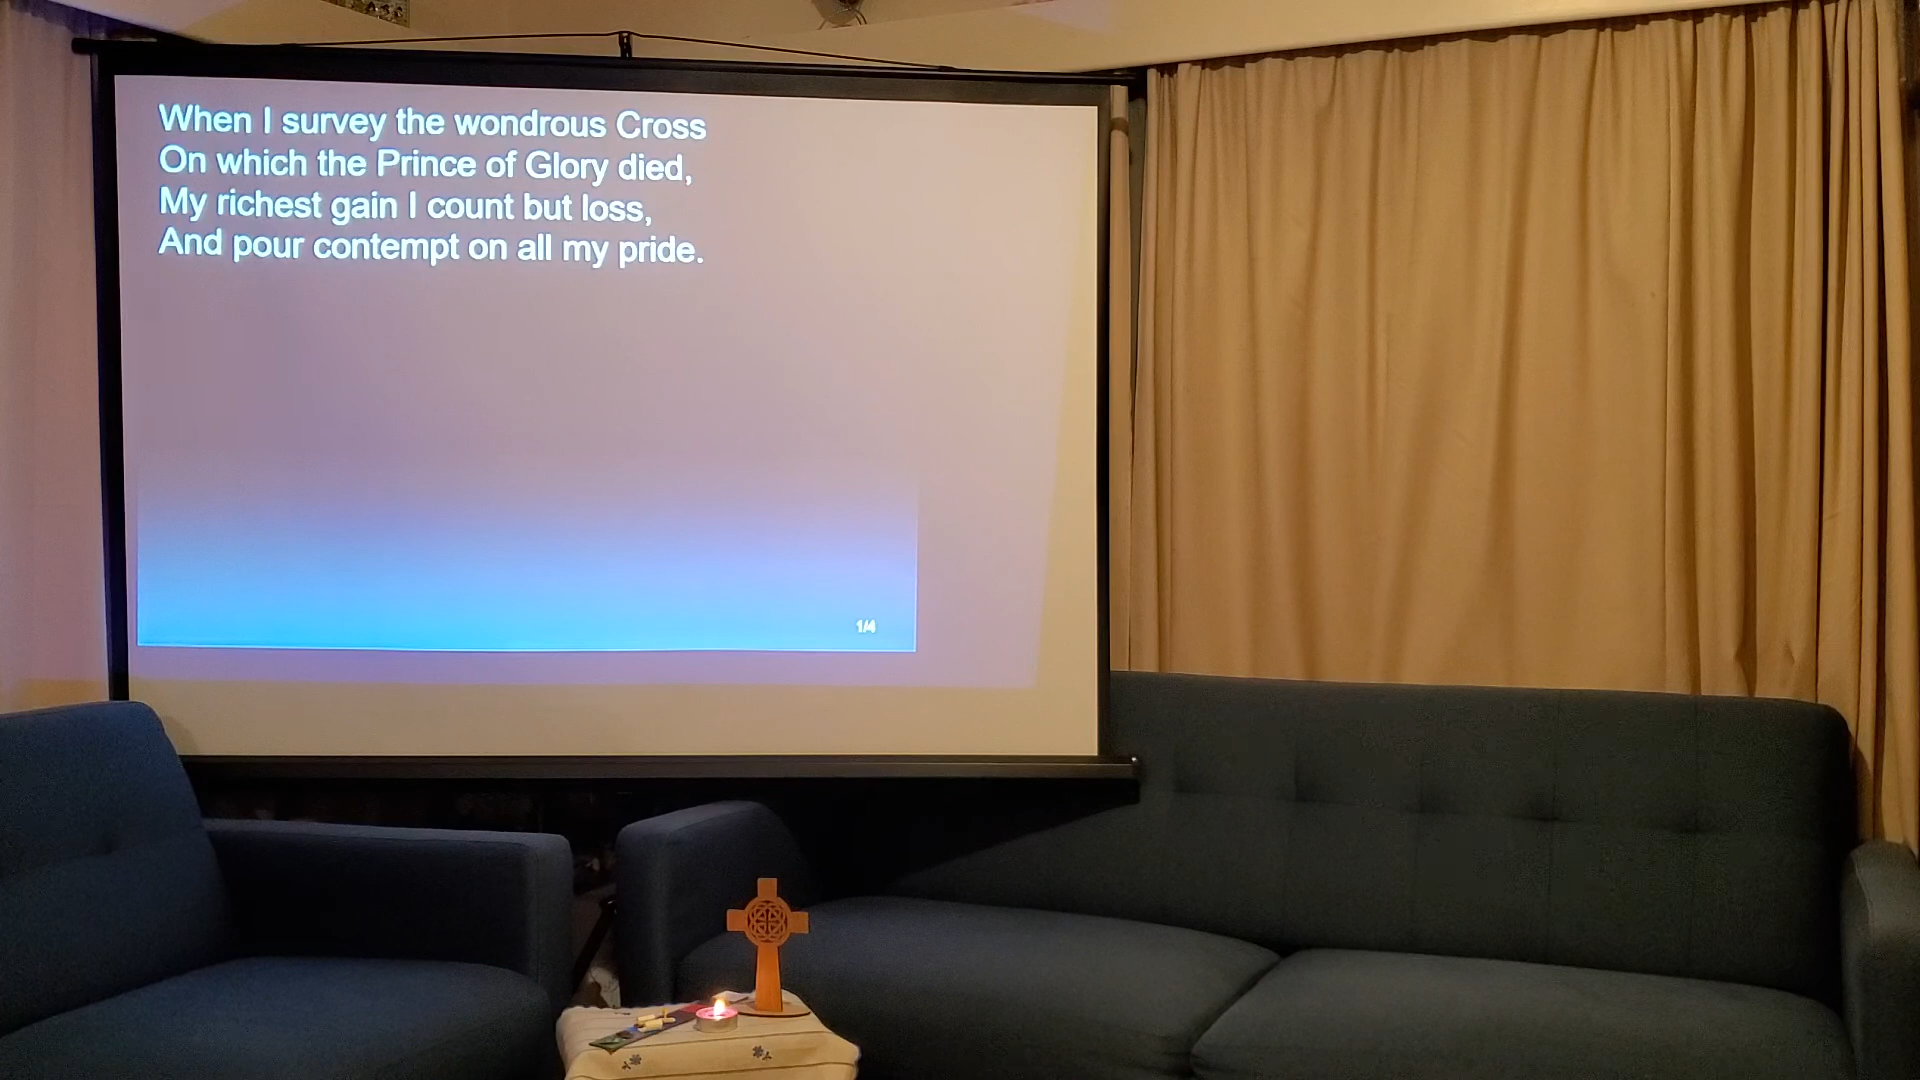 When I survey the wondrous Cross
On which the Prince of Glory died,
My richest gain I count but loss,
And pour contempt on all my pride.
1/4